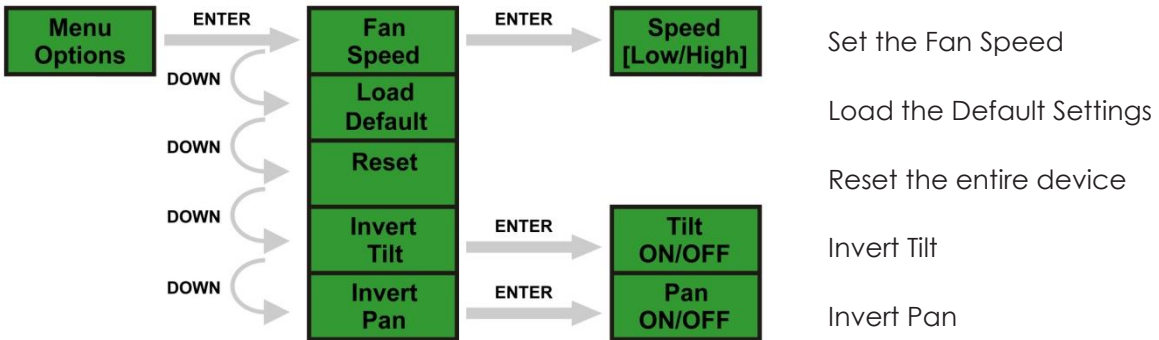 Menu
Options
ENTER
Fan
Speed
ENTER
Speed
[Low/High]
Set the Fan Speed
DOWN
Load
Default
Load the Default Settings
DOWN
Reset
Reset the entire device
DOWN
Invert
Tilt
ENTER
Tilt
ON/OFF
Invert Tilt
DOWN
Invert
Pan
ENTER
Pan
ON/OFF
Invert Pan